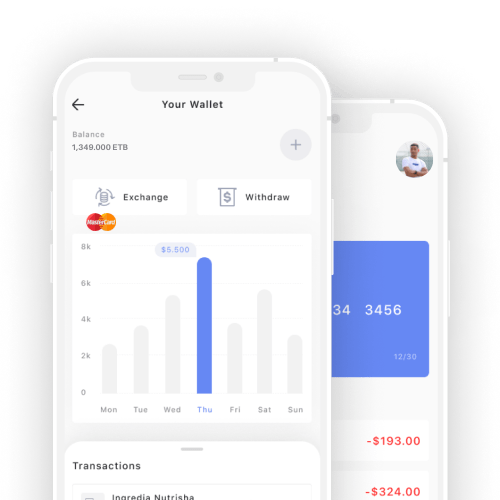 Your Wallet
Balance
1,349.000 ETB
Exchange
Withdraw
MasterCard
8k
$5.500
6k
4k
2k
0
Mon Tue Wed Thu Fri Sat Sun
Transactions
Ingredia Nutrisha
34 3456
12/30
-$193.00
-$324.00